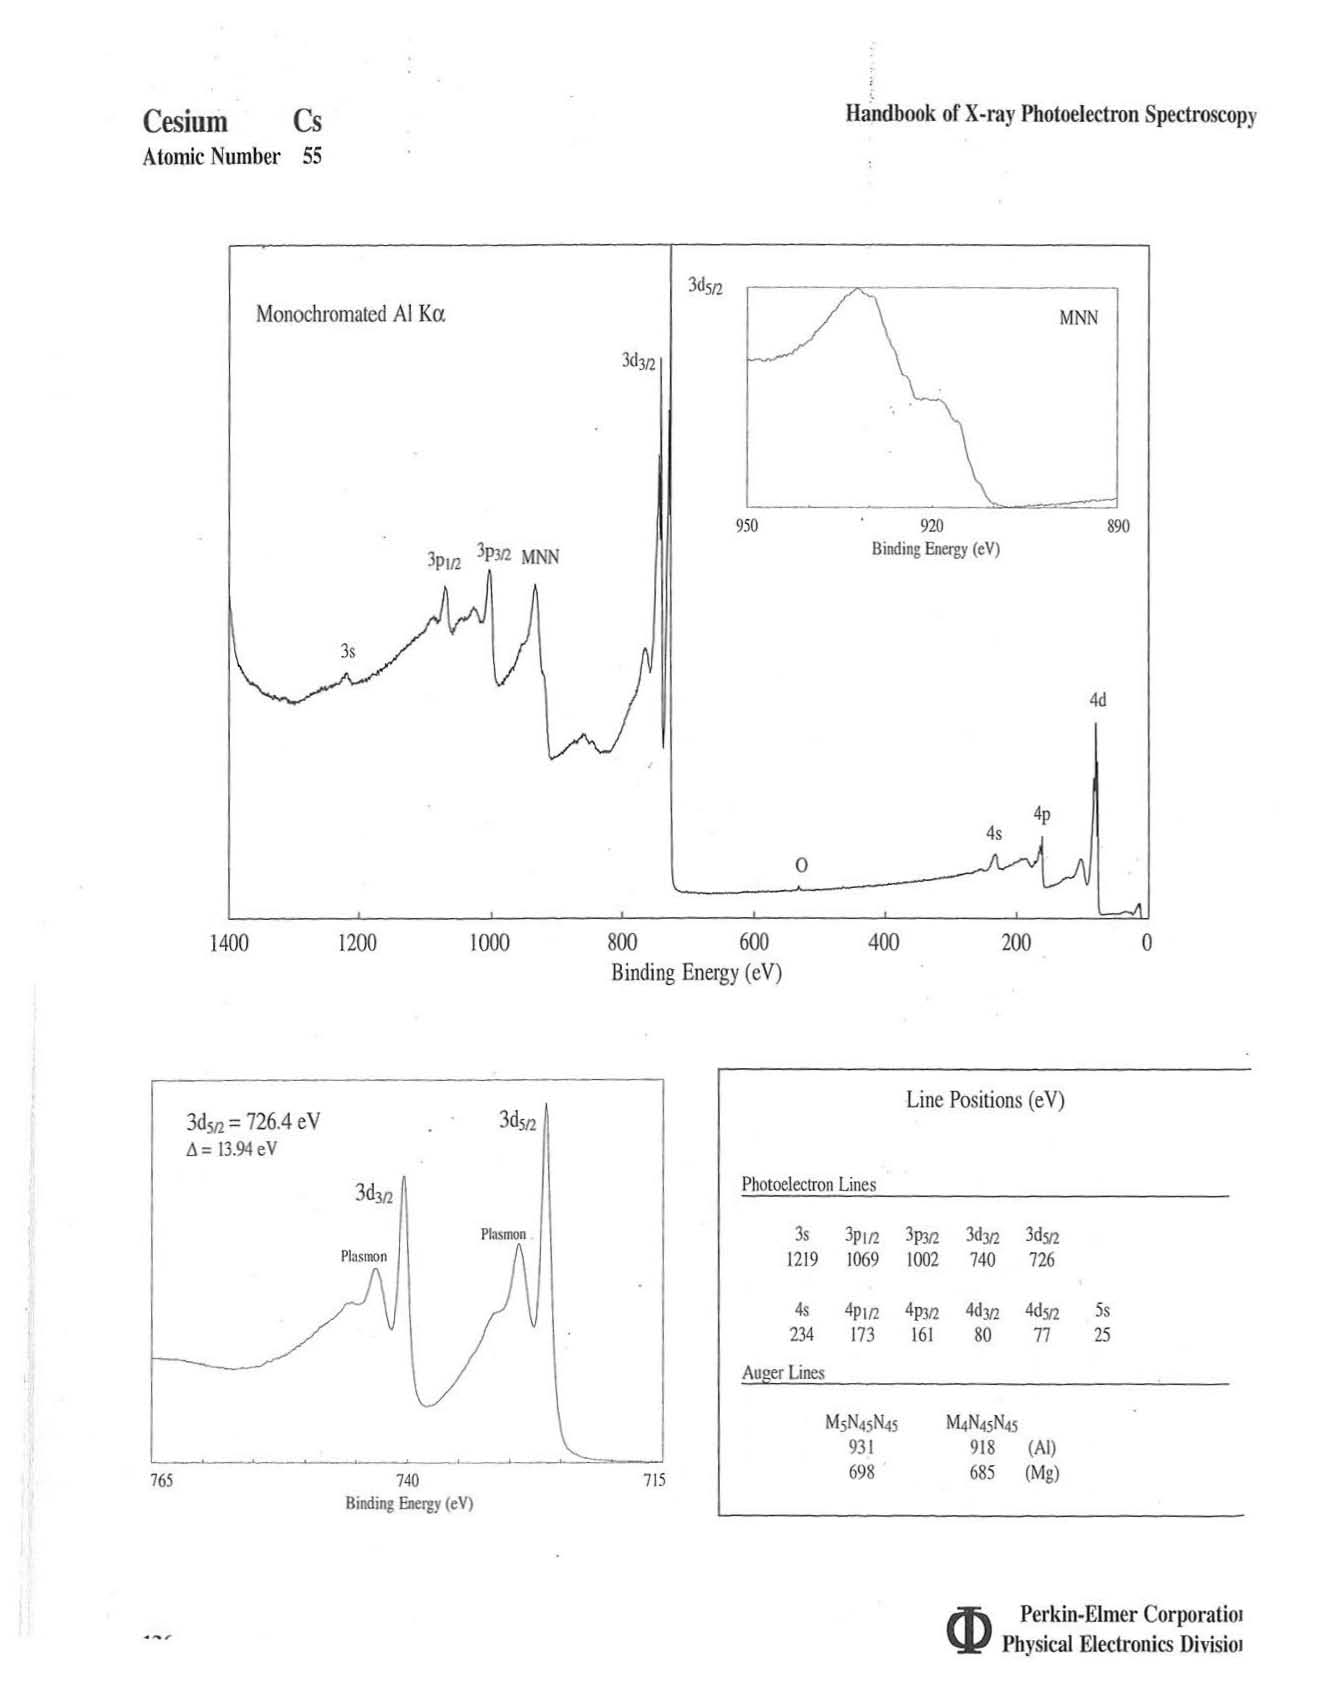 Cesium Cs
Atomic Number 55
Handbook of X-ray Photoelectron Spectroscopy
Monochromated Al Kα
3d5/2
MNN
3d3/2
950 920 890
Binding Energy (eV)
3p1/2 3p3/2 MNN
3s
4d
4p
4s
O
1400 1200 1000 800 600 400 200 0
Binding Energy (eV)
3d5/2 = 726.4 eV
Δ = 13.94 eV
3d5/2
3d3/2
Plasmon
Plasmon
765 740 715
Binding Energy (eV)
Line Positions (eV)
Photoelectron Lines
3s 3p1/2 3p3/2 3d3/2 3d5/2
1219 1069 1002 740 726
4s 4p1/2 4p3/2 4d3/2 4d5/2 5s
234 173 161 80 77 25
Auger Lines
M5N45N45 M4N45N45
931 918 (Al)
698 685 (Mg)
Perkin-Elmer Corporation
Physical Electronics Division